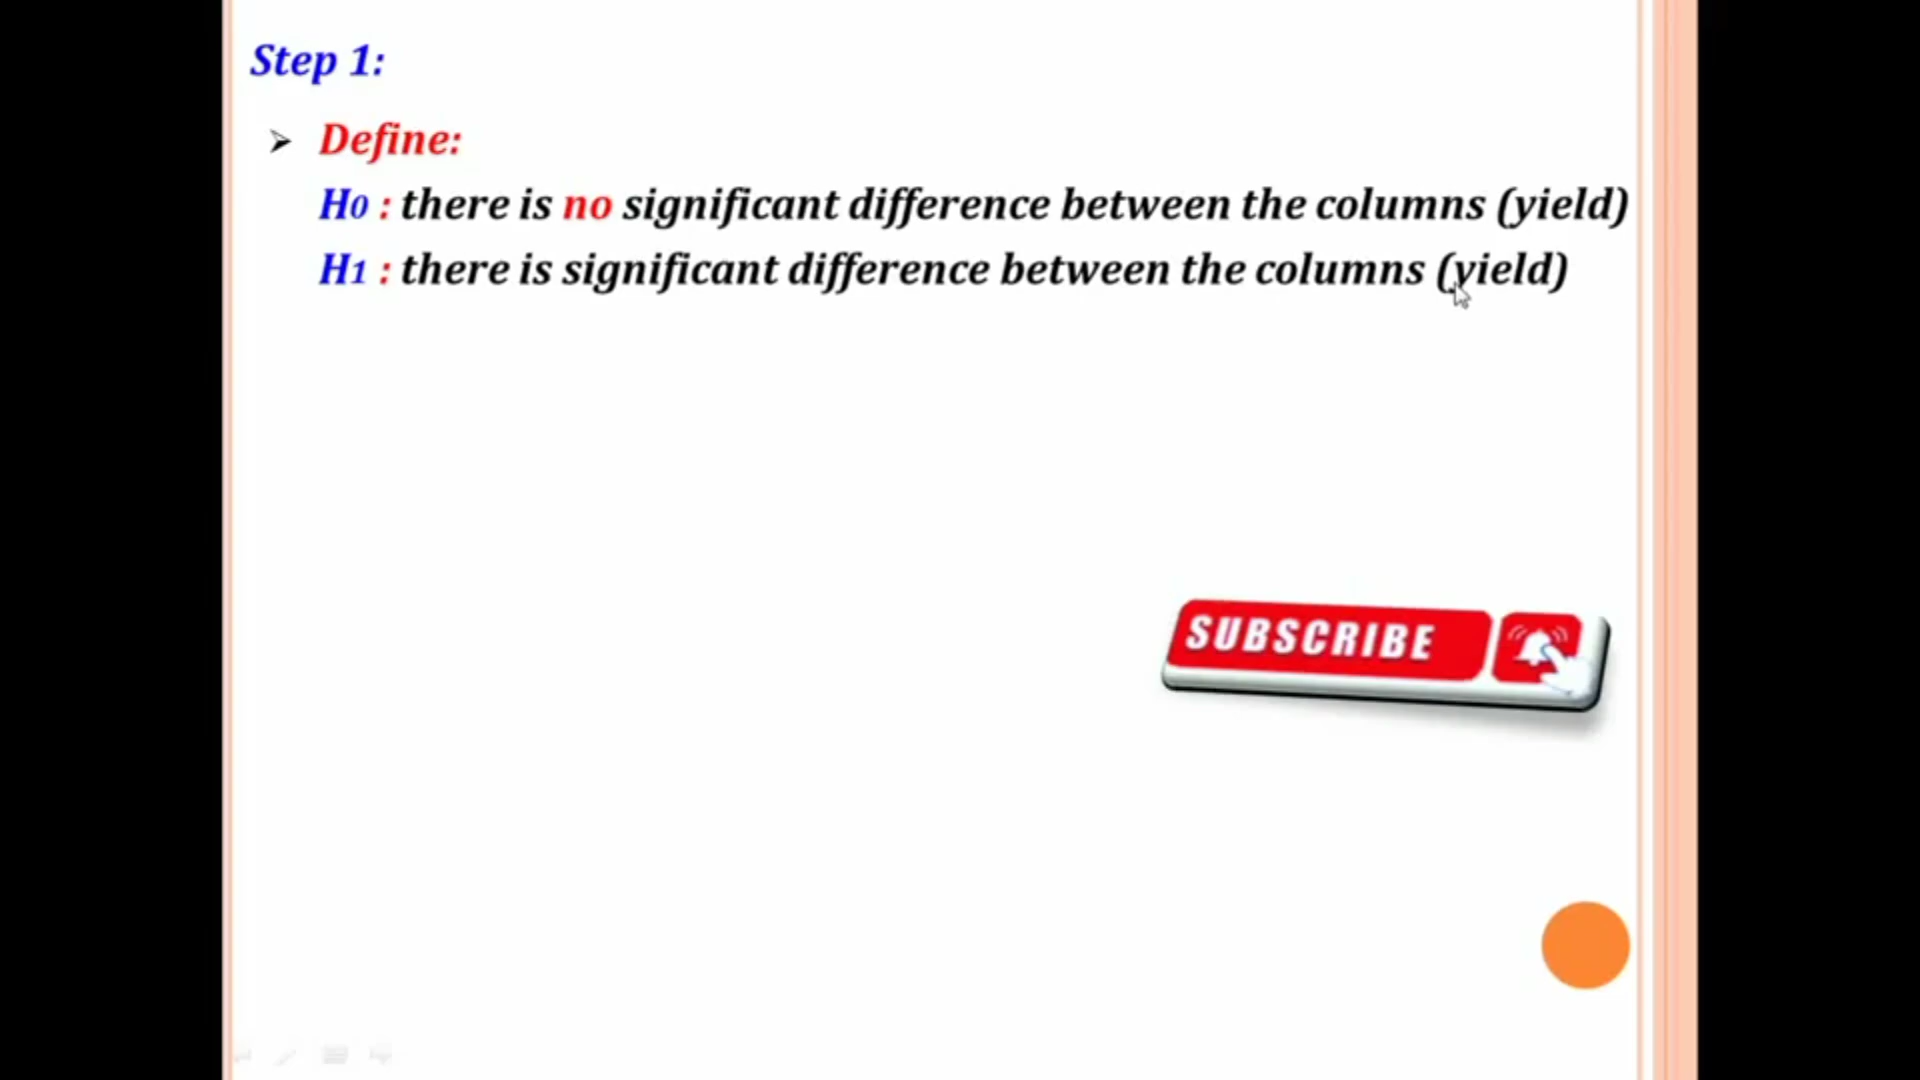 Step 1:
➢ Define:
H0 : there is no significant difference between the columns (yield)
H1 : there is significant difference between the columns (yield)
SUBSCRIBE